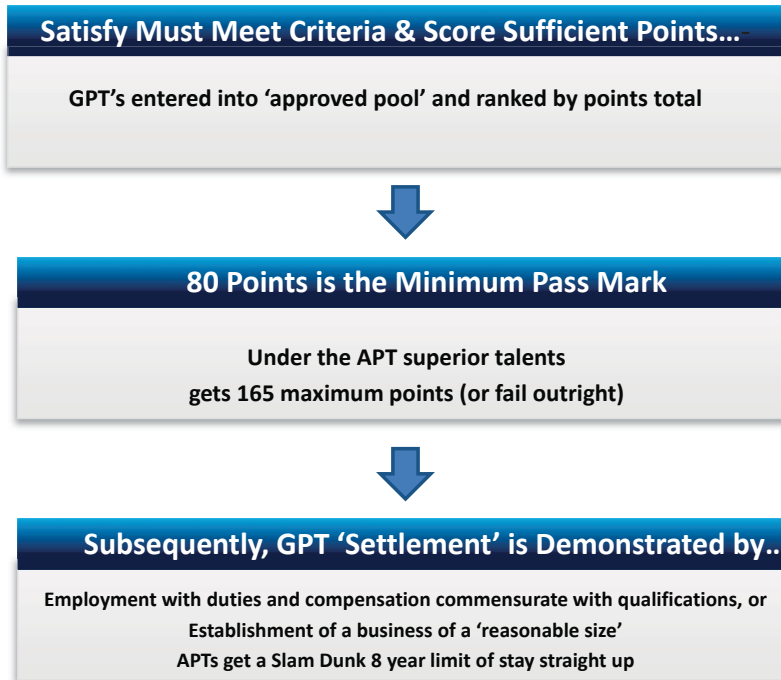 Satisfy Must Meet Criteria & Score Sufficient Points…-
GPT’s entered into ‘approved pool’ and ranked by points total
80 Points is the Minimum Pass Mark
Under the APT superior talents
gets 165 maximum points (or fail outright)
Subsequently, GPT ‘Settlement’ is Demonstrated by…
Employment with duties and compensation commensurate with qualifications, or
Establishment of a business of a ‘reasonable size’
APTs get a Slam Dunk 8 year limit of stay straight up